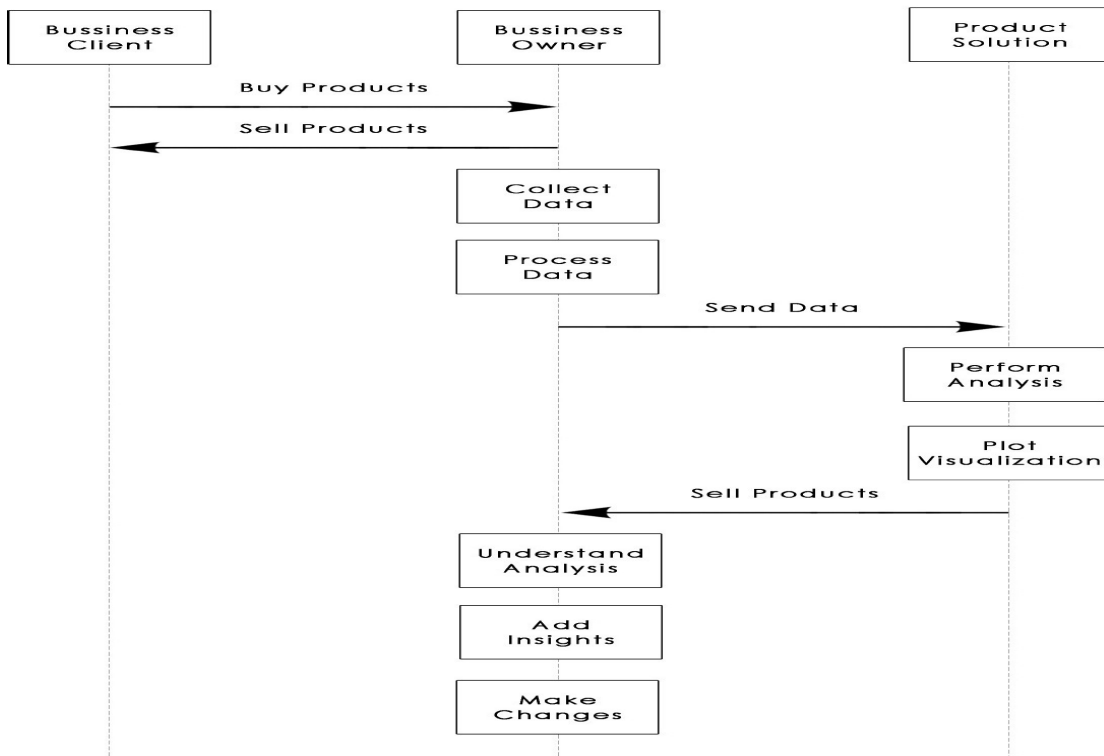 Bussiness
Client
Bussiness
Owner
Product
Solution
Buy Products
Sell Products
Collect
Data
Process
Data
Send Data
Perform
Analysis
Plot
Visualization
Sell Products
Understand
Analysis
Add
Insights
Make
Changes